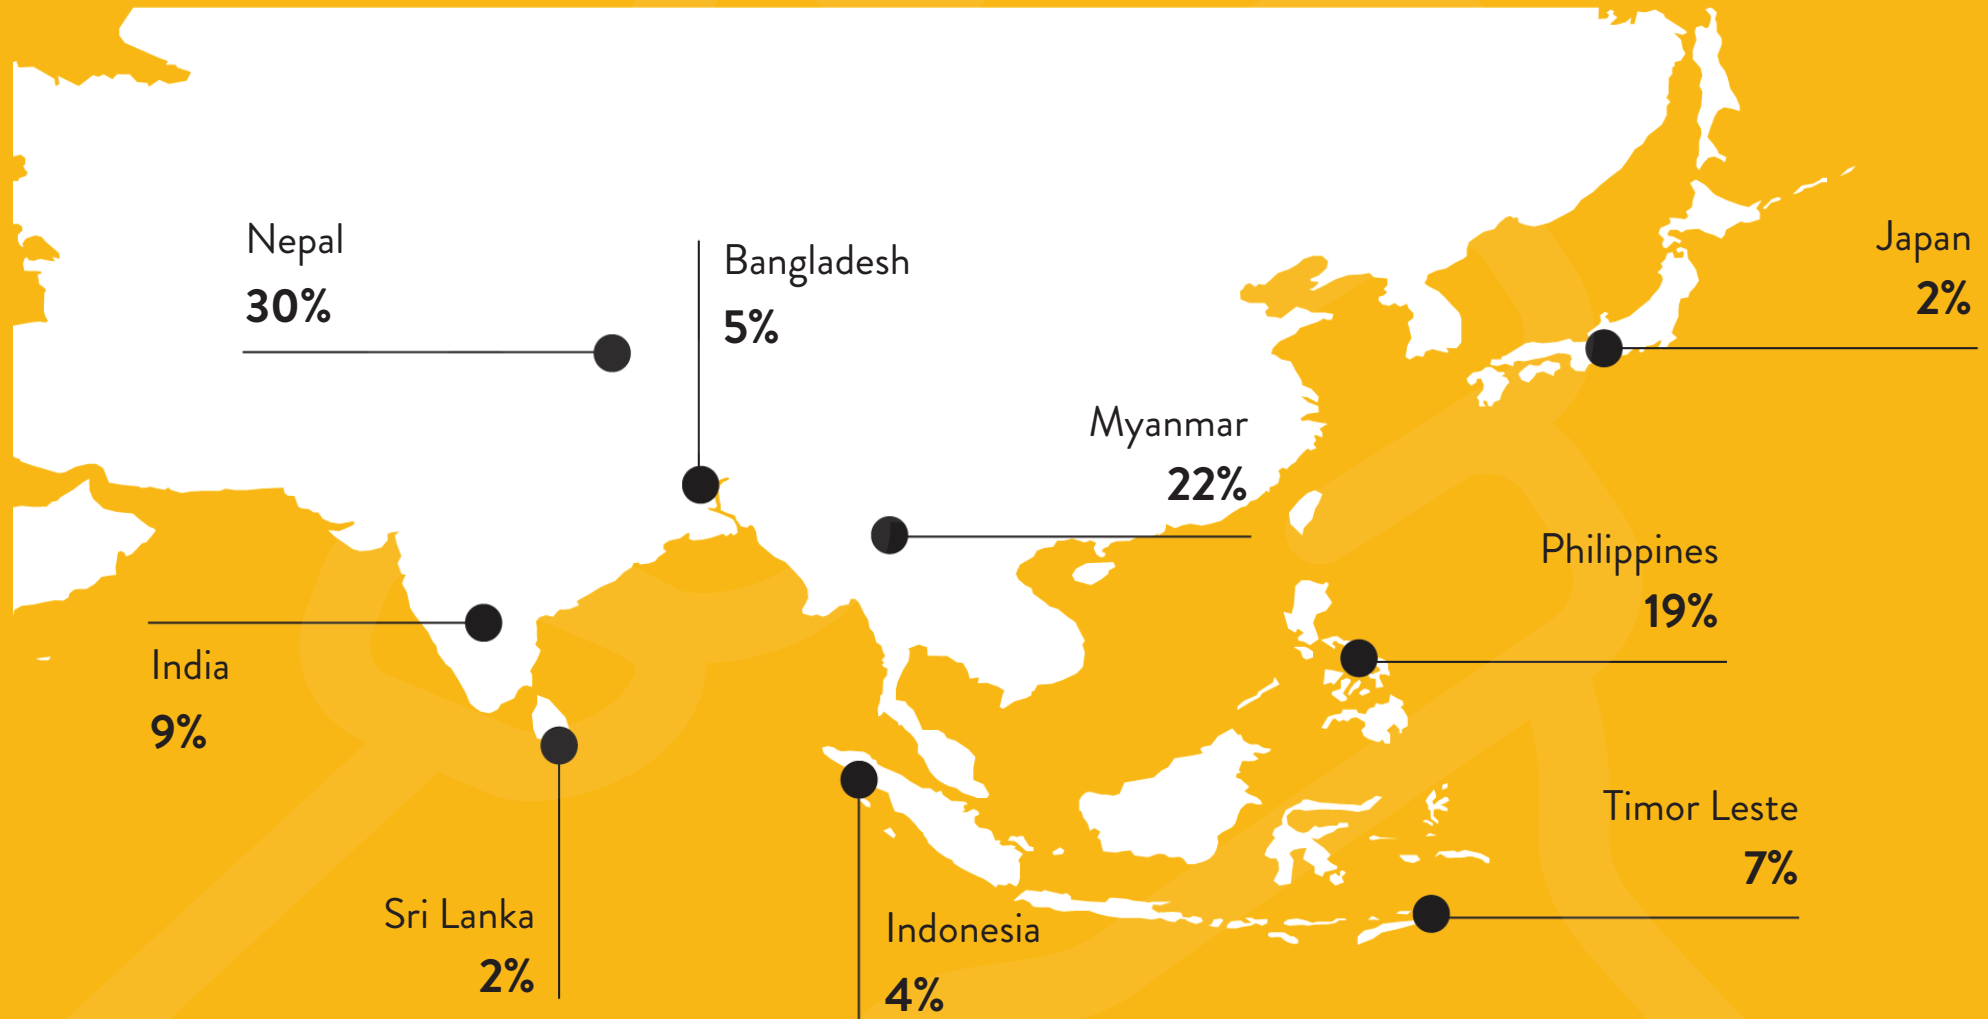 Nepal
30%
Bangladesh
5%
Japan
2%
Myanmar
22%
Philippines
19%
India
9%
Timor Leste
7%
Sri Lanka
2%
Indonesia
4%